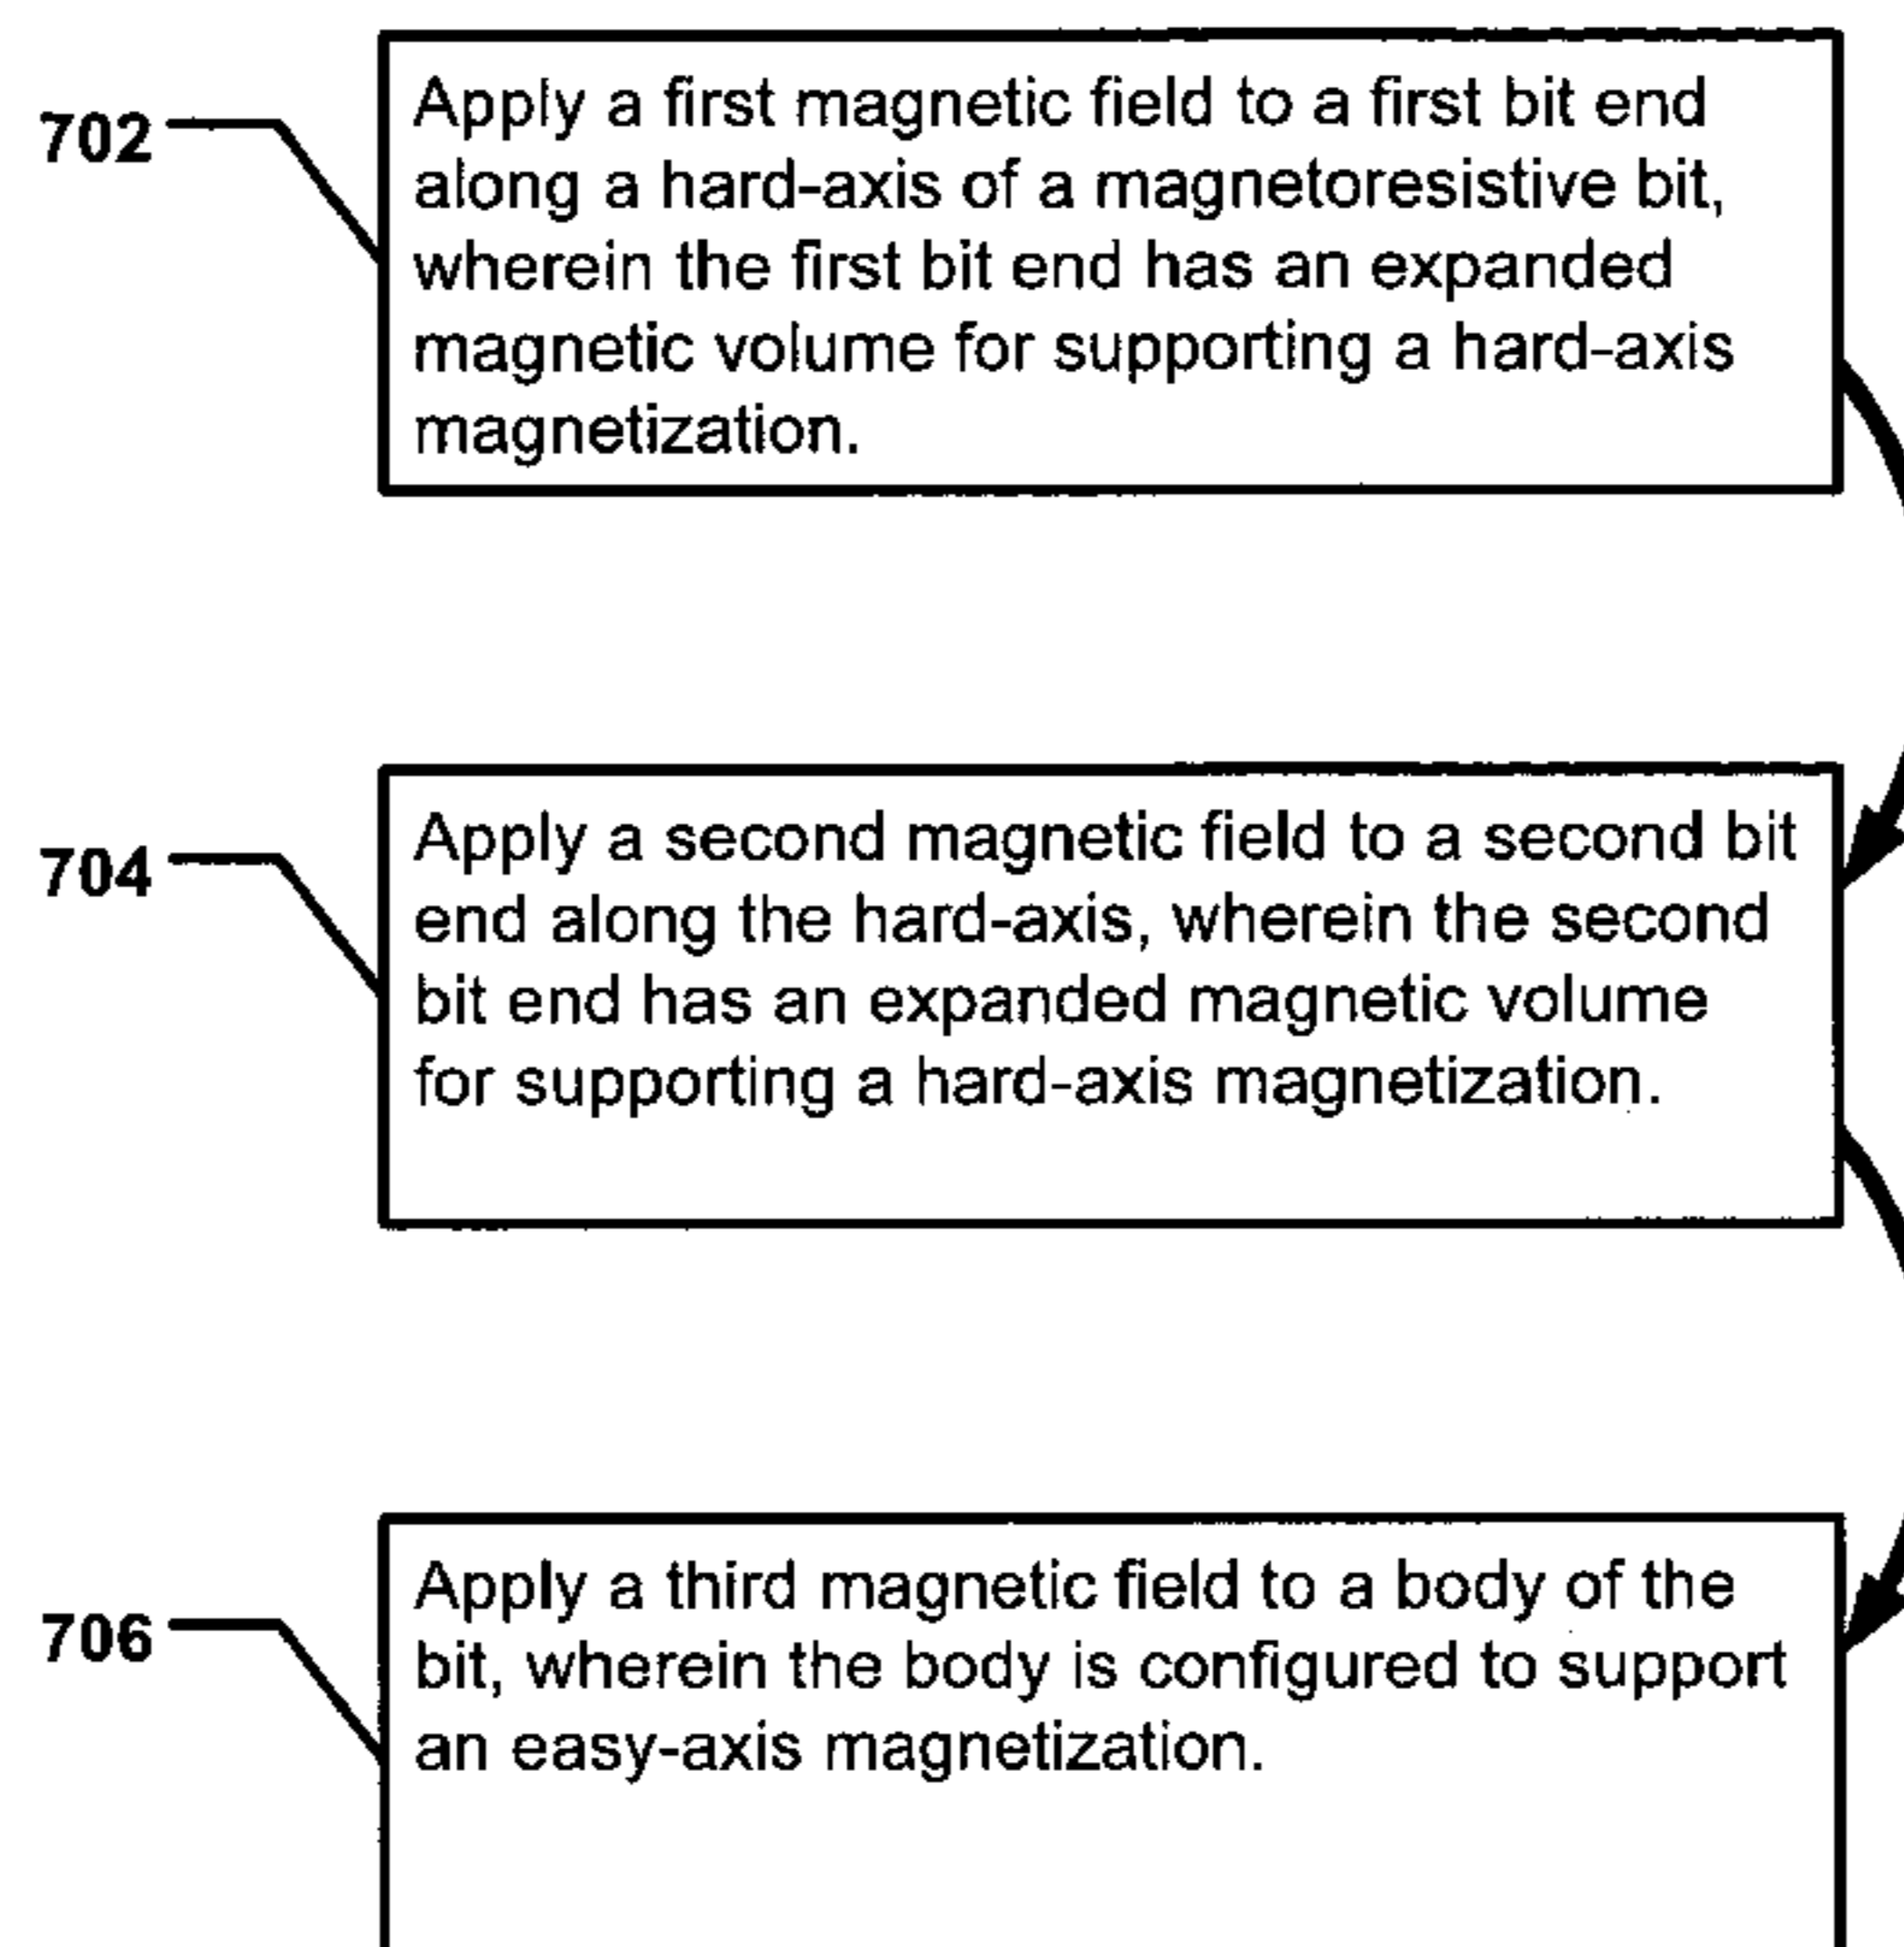 702
Apply a first magnetic field to a first bit end
along a hard-axis of a magnetoresistive bit,
wherein the first bit end has an expanded
magnetic volume for supporting a hard-axis
magnetization.
704
Apply a second magnetic field to a second bit
end along the hard-axis, wherein the second
bit end has an expanded magnetic volume
for supporting a hard-axis magnetization.
706
Apply a third magnetic field to a body of the
bit, wherein the body is configured to support
an easy-axis magnetization.